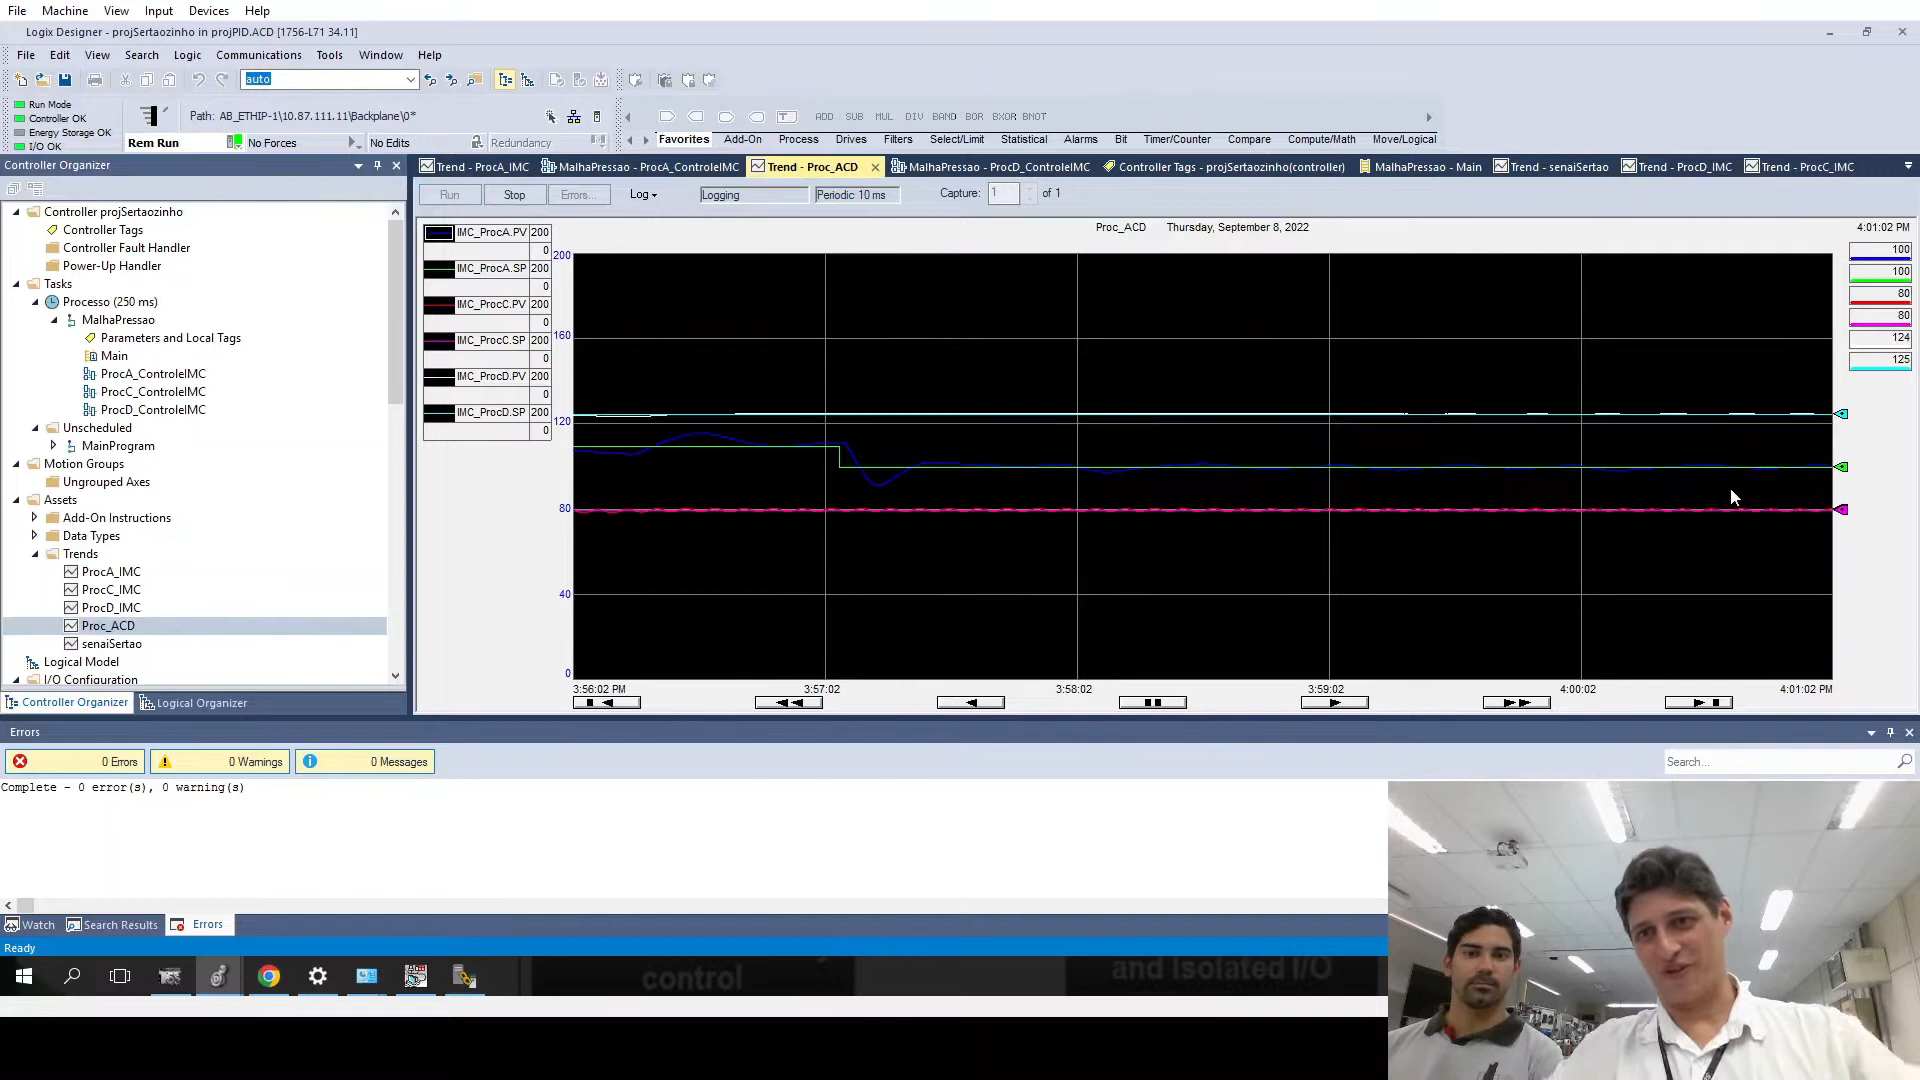 File Machine View Input Devices Help
Logix Designer - projSertaozinho in projPID.ACD [1756-L71 34.11]
File Edit View Search Logic Communications Tools Window Help
auto
Run Mode
Controller OK
Energy Storage OK
I/O OK
Path: AB_ETHIP-1\10.87.111.11\Backplane\0*
Rem Run No Forces No Edits Redundancy
ADD SUB MUL DIV BAND BOR BXOR BNOT
Favorites Add-On Process Drives Filters Select/Limit Statistical Alarms Bit Timer/Counter Compare Compute/Math Move/Logical
Controller Organizer
Trend - ProcA_IMC MalhaPressao - ProcA_ControleIMC Trend - Proc_ACD MalhaPressao - ProcD_ControleIMC Controller Tags - projSertaozinho(controller) MalhaPressao - Main Trend - senaiSertao Trend - ProcD_IMC Trend - ProcC_IMC
Run Stop Errors... Log Logging Periodic 10 ms Capture: 1 of 1
Controller projSertaozinho
Controller Tags
Controller Fault Handler
Power-Up Handler
Tasks
Processo (250 ms)
MalhaPressao
Parameters and Local Tags
Main
ProcA_ControleIMC
ProcC_ControleIMC
ProcD_ControleIMC
Unscheduled
MainProgram
Motion Groups
Ungrouped Axes
Assets
Add-On Instructions
Data Types
Trends
ProcA_IMC
ProcC_IMC
ProcD_IMC
Proc_ACD
senaiSertao
Logical Model
I/O Configuration
Controller Organizer Logical Organizer
Proc_ACD Thursday, September 8, 2022 4:01:02 PM
IMC_ProcA.PV 200
0
IMC_ProcA.SP 200
0
IMC_ProcC.PV 200
0
IMC_ProcC.SP 200
0
IMC_ProcD.PV 200
0
IMC_ProcD.SP 200
0
200
160
120
80
40
0
100
100
80
80
124
125
3:56:02 PM 3:57:02 3:58:02 3:59:02 4:00:02 4:01:02 PM
Errors
0 Errors 0 Warnings 0 Messages
Search...
Complete - 0 error(s), 0 warning(s)
Watch Search Results Errors
Ready
control
and Isolated I/O